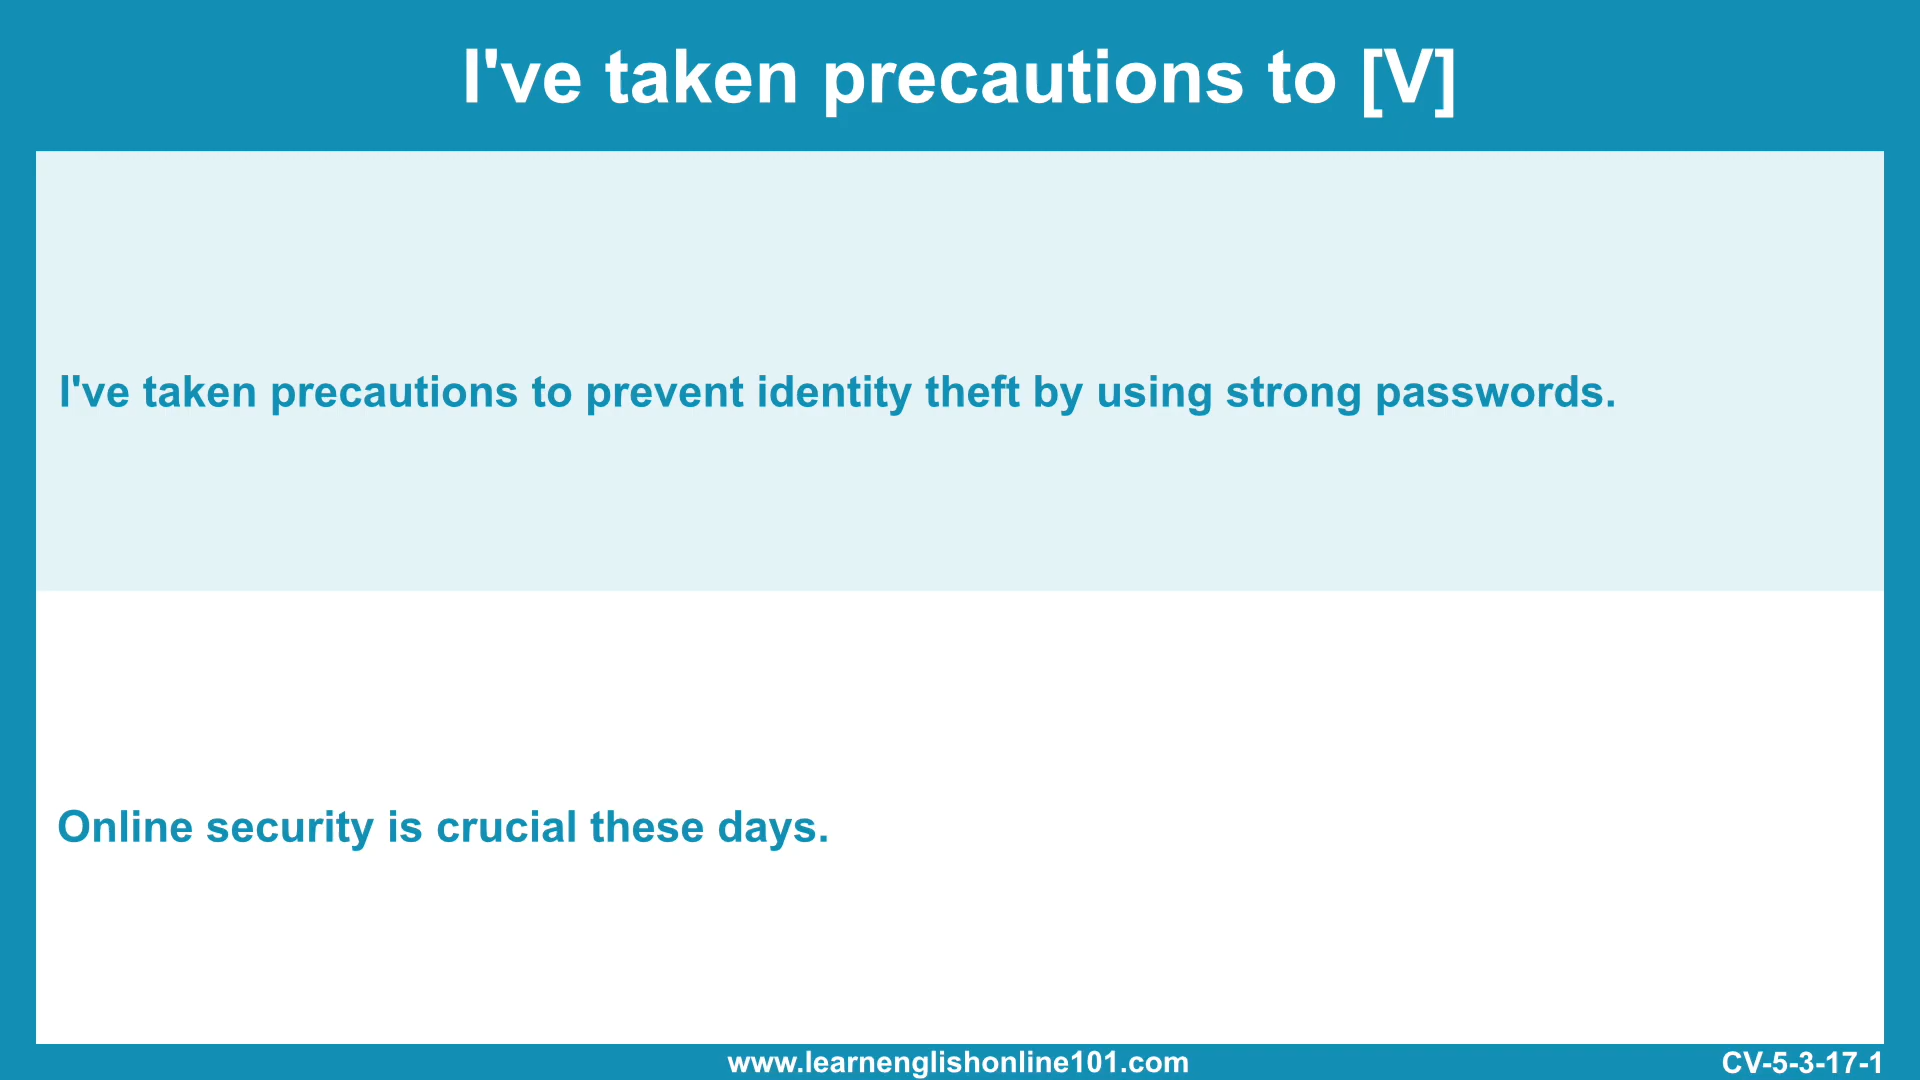 I've taken precautions to [V]
I've taken precautions to prevent identity theft by using strong passwords.
Online security is crucial these days.
www.learnenglishonline101.com
CV-5-3-17-1